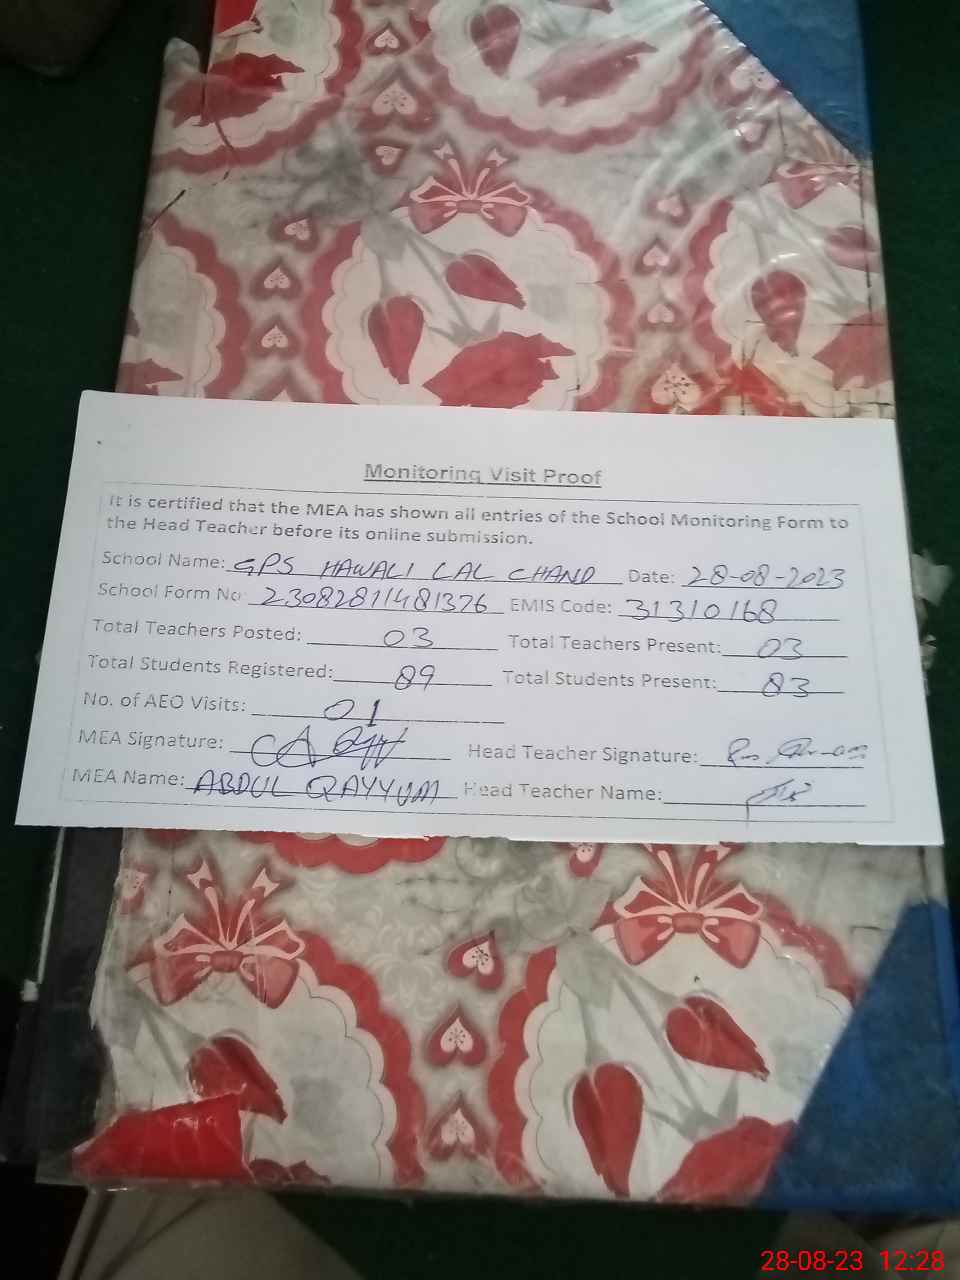 Monitoring Visit Proof
It is certified that the MEA has shown all entries of the School Monitoring Form to
the Head Teacher before its online submission.
School Name: GPS HAWALI LAL CHAND Date: 28-08-2023
School Form No 23082811481376 EMIS Code: 31310168
Total Teachers Posted: 03 Total Teachers Present: 03
Total Students Registered: 89 Total Students Present: 83
No. of AEO Visits: 01
MEA Signature: Head Teacher Signature:
MEA Name: ABDUL QAYYUM Head Teacher Name:
28-08-23 12:28